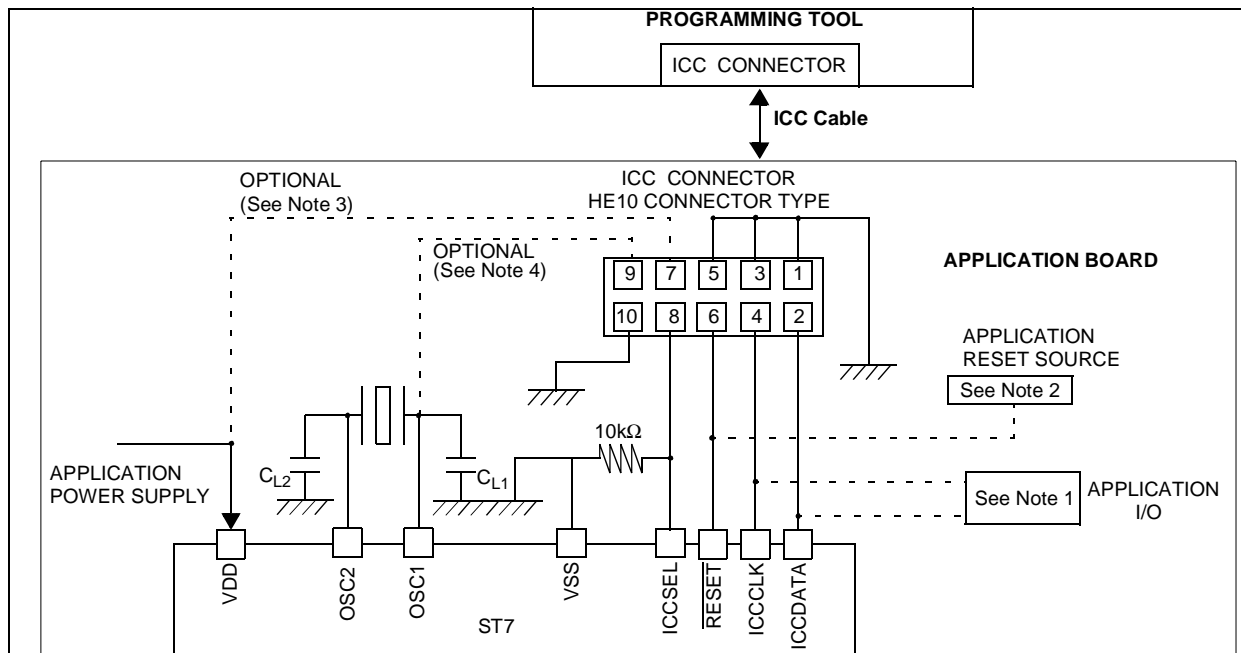 PROGRAMMING TOOL
ICC CONNECTOR
ICC Cable
OPTIONAL
(See Note 3)
ICC CONNECTOR
HE10 CONNECTOR TYPE
OPTIONAL
(See Note 4)
9 7 5 3 1
10 8 6 4 2
APPLICATION BOARD
APPLICATION
RESET SOURCE
See Note 2
10kΩ
APPLICATION
POWER SUPPLY
CL2
CL1
See Note 1
APPLICATION
I/O
VDD
OSC2
OSC1
VSS
ICCSEL
RESET
ICCCLK
ICCDATA
ST7